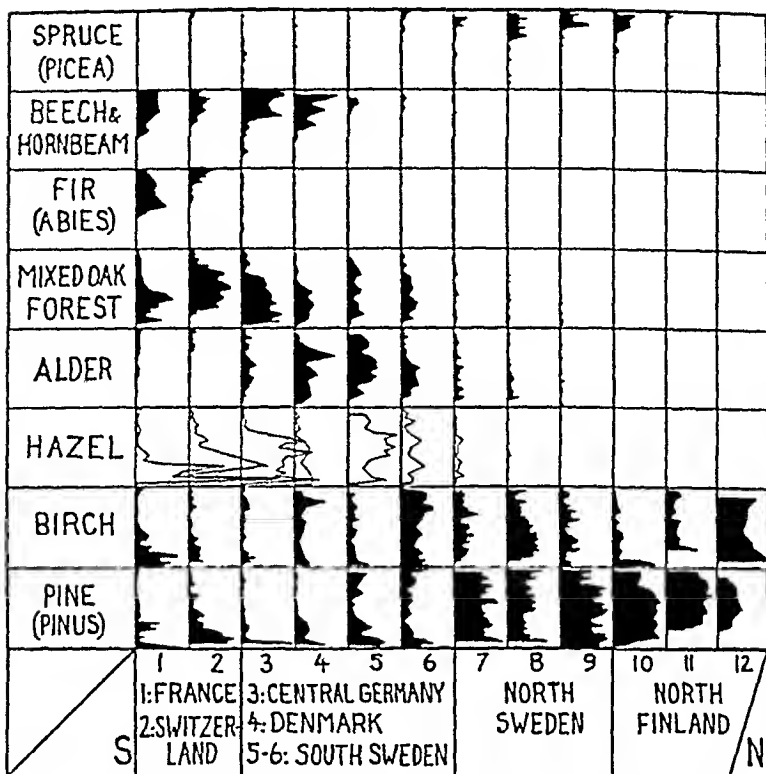 SPRUCE
(PICEA)
BEECH&
HORNBEAM
FIR
(ABIES)
MIXED OAK
FOREST
ALDER
HAZEL
BIRCH
PINE
(PINUS)
1 2 3 4 5 6 7 8 9 10 11 12
1:FRANCE
2:SWITZER-
LAND
3:CENTRAL GERMANY
4: DENMARK
5-6: SOUTH SWEDEN
NORTH
SWEDEN
NORTH
FINLAND
S
N